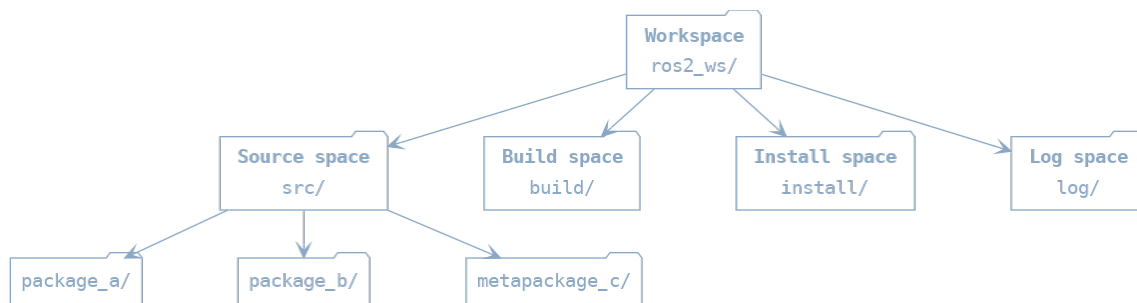 Workspace
ros2_ws/
Source space
src/
Build space
build/
Install space
install/
Log space
log/
package_a/
package_b/
metapackage_c/